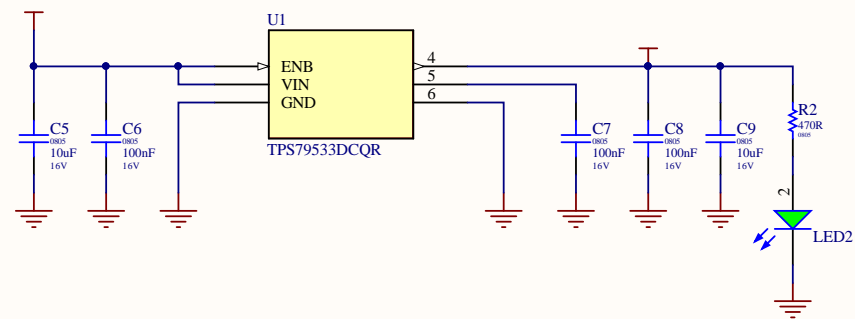 U1
ENB
VIN
GND
4
5
6
TPS79533DCQR
C5
0805
10uF
16V
C6
0805
100nF
16V
C7
0805
100nF
16V
C8
0805
100nF
16V
C9
0805
10uF
16V
R2
470R
0805
2
LED2